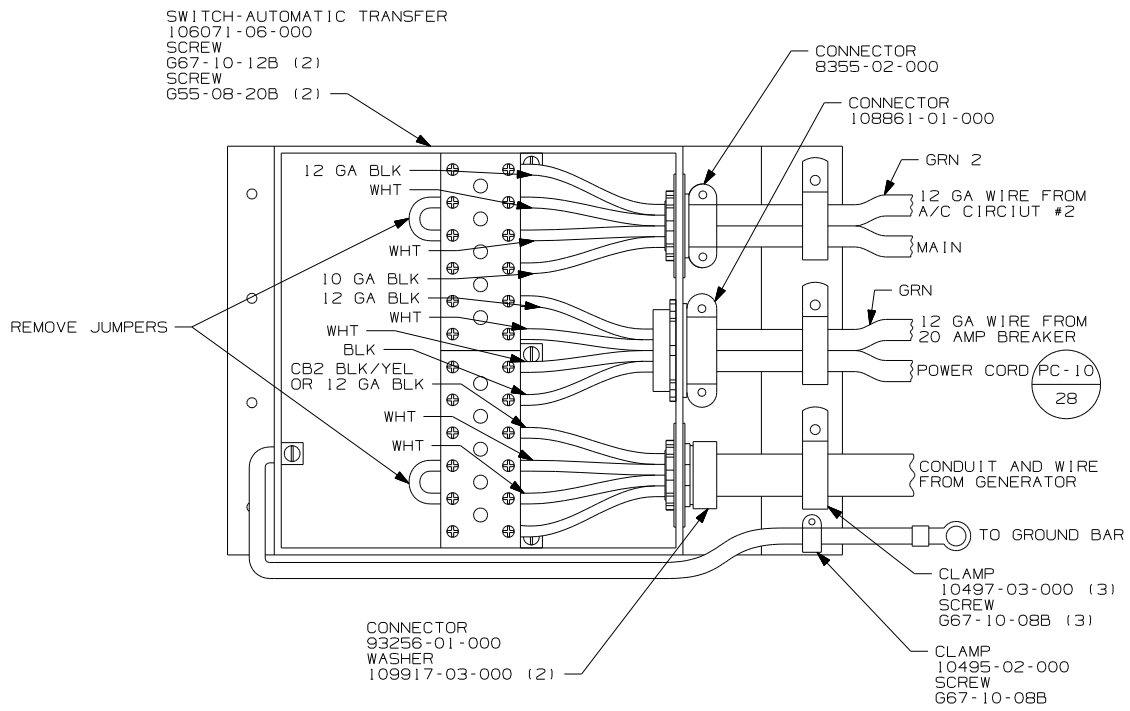 SWITCH-AUTOMATIC TRANSFER
106071-06-000
SCREW
G67-10-12B (2)
SCREW
G55-08-20B (2)
CONNECTOR
8355-02-000
CONNECTOR
108861-01-000
12 GA BLK
WHT
WHT
10 GA BLK
12 GA BLK
WHT
WHT
BLK
CB2 BLK/YEL
OR 12 GA BLK
WHT
WHT
REMOVE JUMPERS
GRN 2
12 GA WIRE FROM
A/C CIRCIUT #2
MAIN
GRN
12 GA WIRE FROM
20 AMP BREAKER
POWER CORD
PC-10
28
CONDUIT AND WIRE
FROM GENERATOR
TO GROUND BAR
CLAMP
10497-03-000 (3)
SCREW
G67-10-08B (3)
CLAMP
10495-02-000
SCREW
G67-10-08B
CONNECTOR
93256-01-000
WASHER
109917-03-000 (2)